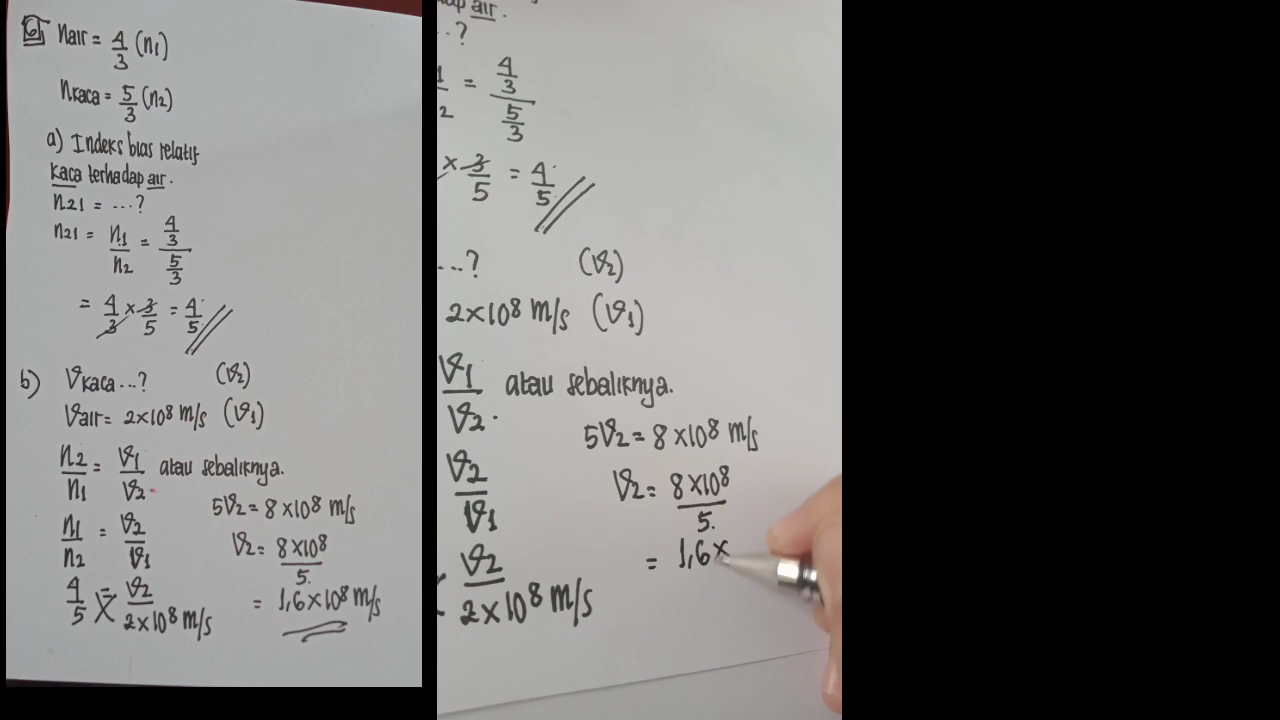 6. nair = 4/3 (n1)
nkaca = 5/3 (n2)
a) Indeks bias relatif
kaca terhadap air.
n21 = ...?
n21 = n1/n2 = 4/3 / 5/3
= 4/3 x 3/5 = 4/5
b) Vkaca ...? (V2)
Vair = 2x10^8 m/s (V1)
n2/n1 = V1/V2 atau sebaliknya.
n1/n2 = V2/V1
4/5 = V2 / 2x10^8 m/s
5V2 = 8x10^8 m/s
V2 = 8x10^8 / 5
= 1,6x10^8 m/s
air.
...?
1/2 = 4/3 / 5/3
x 3/5 = 4/5
...? (V2)
2x10^8 m/s (V1)
V1/V2 atau sebaliknya.
V2/V1
V2 / 2x10^8 m/s
5V2 = 8x10^8 m/s
V2 = 8x10^8 / 5
= 1,6x